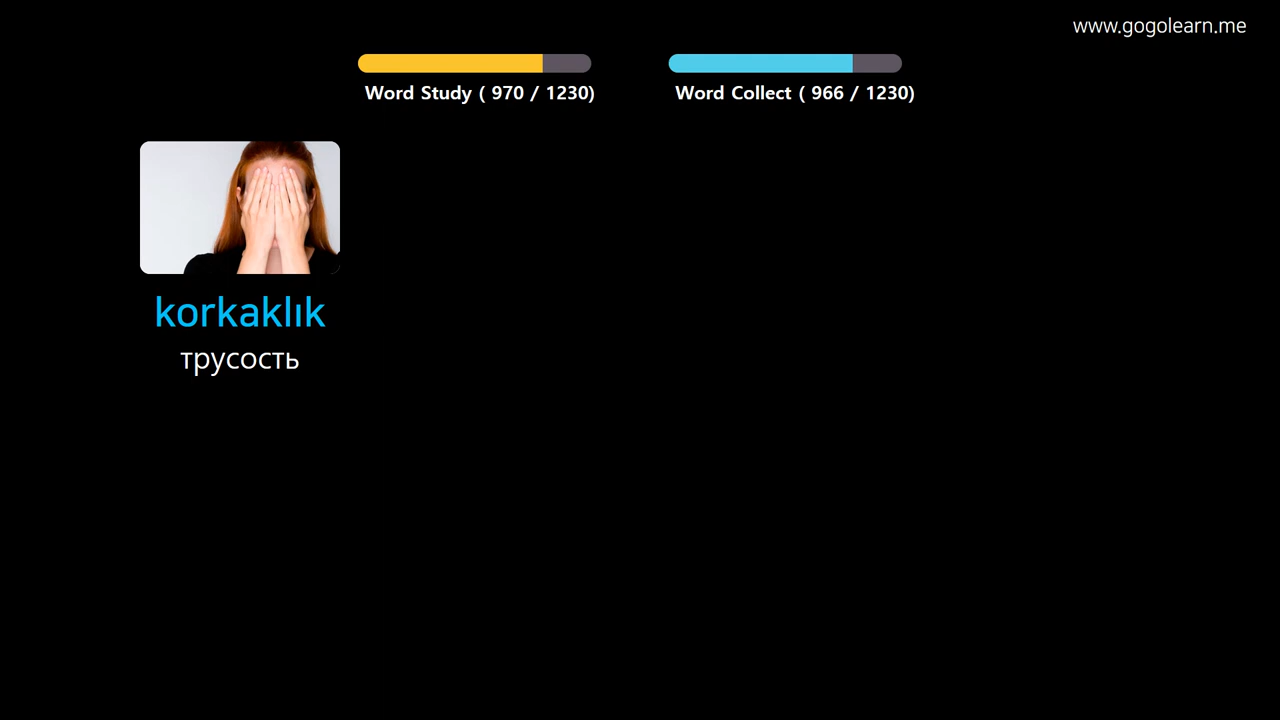 www.gogolearn.me
Word Study ( 970 / 1230)
Word Collect ( 966 / 1230)
korkaklık
трусость